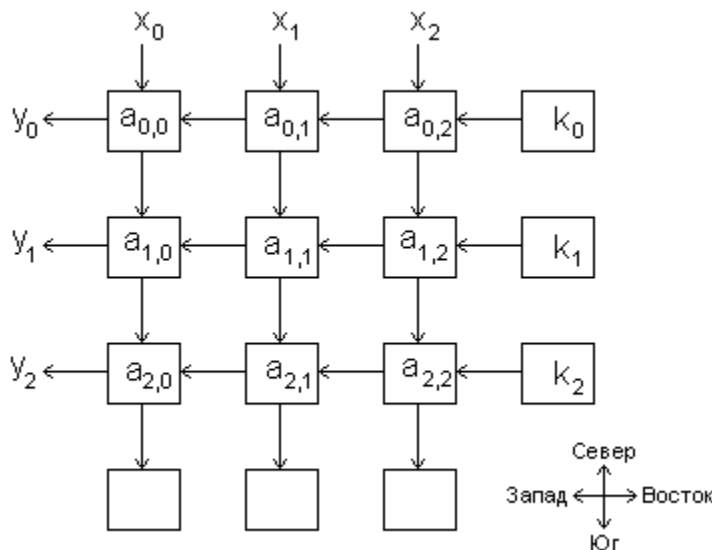 x0 x1 x2
y0 a0,0 a0,1 a0,2 k0
y1 a1,0 a1,1 a1,2 k1
y2 a2,0 a2,1 a2,2 k2
Север
Запад Восток
Юг